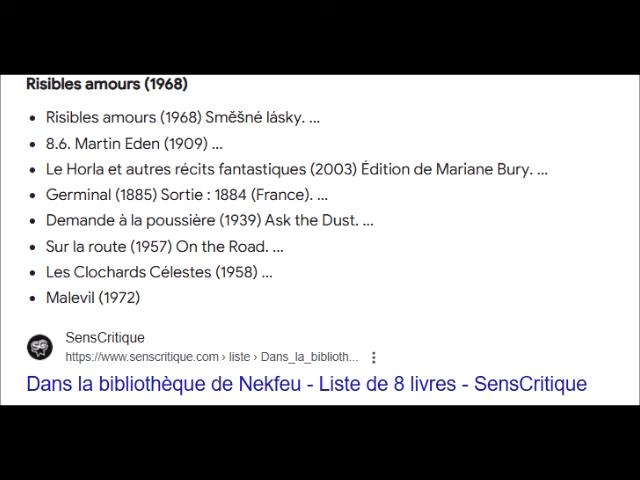 Risibles amours (1968)
Risibles amours (1968) Směšné lásky. ...
8.6. Martin Eden (1909) ...
Le Horla et autres récits fantastiques (2003) Édition de Mariane Bury. ...
Germinal (1885) Sortie : 1884 (France). ...
Demande à la poussière (1939) Ask the Dust. ...
Sur la route (1957) On the Road. ...
Les Clochards Célestes (1958) ...
Malevil (1972)
SensCritique
https://www.senscritique.com › liste › Dans_la_biblioth...
Dans la bibliothèque de Nekfeu - Liste de 8 livres - SensCritique